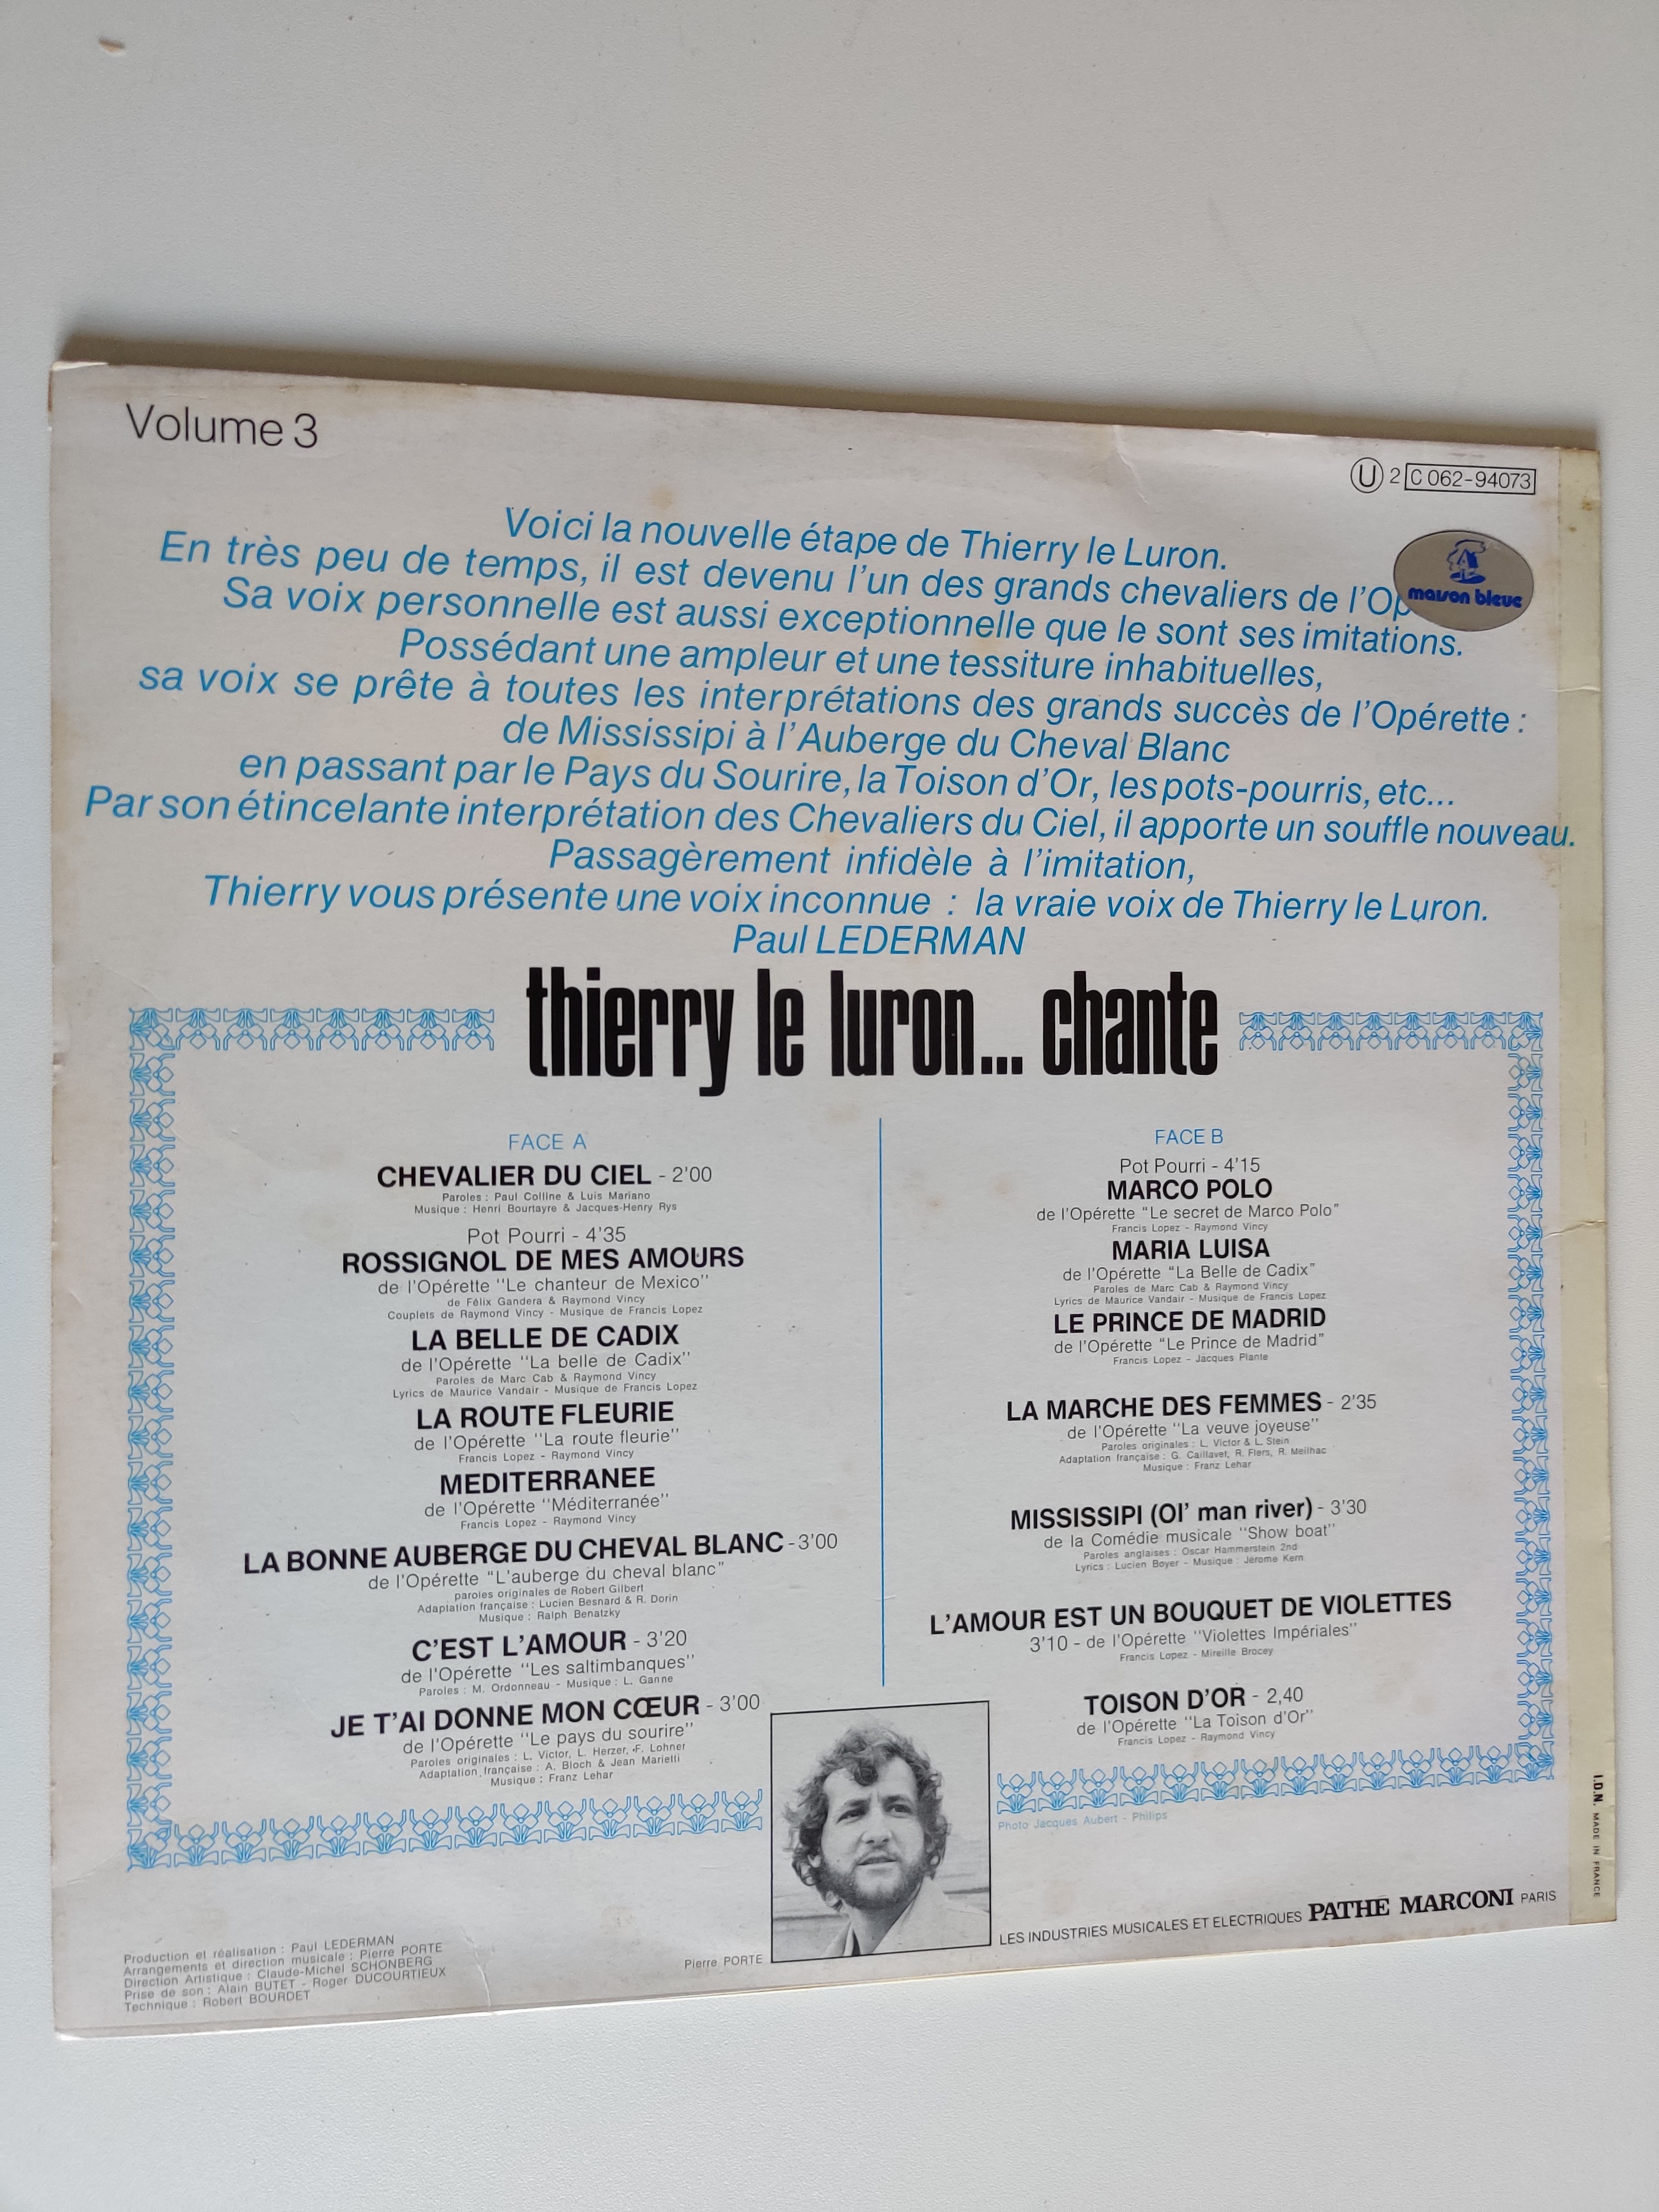 Volume 3
U 2 C 062-94073
Voici la nouvelle étape de Thierry le Luron.
En très peu de temps, il est devenu l'un des grands chevaliers de l'Op
maison bleue
Sa voix personnelle est aussi exceptionnelle que le sont ses imitations.
Possédant une ampleur et une tessiture inhabituelles,
sa voix se prête à toutes les interprétations des grands succès de l'Opérette :
de Mississipi à l'Auberge du Cheval Blanc
en passant par le Pays du Sourire, la Toison d'Or, les pots-pourris, etc...
Par son étincelante interprétation des Chevaliers du Ciel, il apporte un souffle nouveau.
Passagèrement infidèle à l'imitation,
Thierry vous présente une voix inconnue : la vraie voix de Thierry le Luron.
Paul LEDERMAN
thierry le luron... chante
FACE A
CHEVALIER DU CIEL - 2'00
Paroles : Paul Colline & Luis Mariano
Musique : Henri Bourtayre & Jacques-Henry Rys
Pot Pourri - 4'35
ROSSIGNOL DE MES AMOURS
de l'Opérette "Le chanteur de Mexico"
de Félix Gandera & Raymond Vincy
Couplets de Raymond Vincy - Musique de Francis Lopez
LA BELLE DE CADIX
de l'Opérette "La belle de Cadix"
Paroles de Marc Cab & Raymond Vincy
Lyrics de Maurice Vandair - Musique de Francis Lopez
LA ROUTE FLEURIE
de l'Opérette "La route fleurie"
Francis Lopez - Raymond Vincy
MEDITERRANEE
de l'Opérette "Méditerranée"
Francis Lopez - Raymond Vincy
LA BONNE AUBERGE DU CHEVAL BLANC - 3'00
de l'Opérette "L'auberge du cheval blanc"
paroles originales de Robert Gilbert
Adaptation française : Lucien Besnard & R. Dorin
Musique : Ralph Benatzky
C'EST L'AMOUR - 3'20
de l'Opérette "Les saltimbanques"
Paroles : M. Ordonneau - Musique : L. Ganne
JE T'AI DONNE MON CŒUR - 3'00
de l'Opérette "Le pays du sourire"
Paroles originales : L. Victor, L. Herzer, F. Lohner
Adaptation française : A. Bloch & Jean Marietti
Musique : Franz Lehar
FACE B
Pot Pourri - 4'15
MARCO POLO
de l'Opérette "Le secret de Marco Polo"
Francis Lopez - Raymond Vincy
MARIA LUISA
de l'Opérette "La Belle de Cadix"
Paroles de Marc Cab & Raymond Vincy
Lyrics de Maurice Vandair - Musique de Francis Lopez
LE PRINCE DE MADRID
de l'Opérette "Le Prince de Madrid"
Francis Lopez - Jacques Plante
LA MARCHE DES FEMMES - 2'35
de l'Opérette "La veuve joyeuse"
Paroles originales : L. Victor & L. Stein
Adaptation française : G. Caillavet, R. Flers, R. Meilhac
Musique : Franz Lehar
MISSISSIPI (Ol' man river) - 3'30
de la Comédie musicale "Show boat"
Paroles anglaises : Oscar Hammerstein 2nd
Lyrics : Lucien Boyer - Musique : Jérome Kern
L'AMOUR EST UN BOUQUET DE VIOLETTES
3'10 - de l'Opérette "Violettes Impériales"
Francis Lopez - Mireille Brocey
TOISON D'OR - 2,40
de l'Opérette "La Toison d'Or"
Francis Lopez - Raymond Vincy
Photo Jacques Aubert - Philips
I.D.N. MADE IN FRANCE
LES INDUSTRIES MUSICALES ET ELECTRIQUES PATHE MARCONI PARIS
Pierre PORTE
Production et réalisation : Paul LEDERMAN
Arrangements et direction musicale : Pierre PORTE
Direction Artistique : Claude-Michel SCHONBERG
Prise de son : Alain BUTET - Roger DUCOURTIEUX
Technique : Robert BOURDET